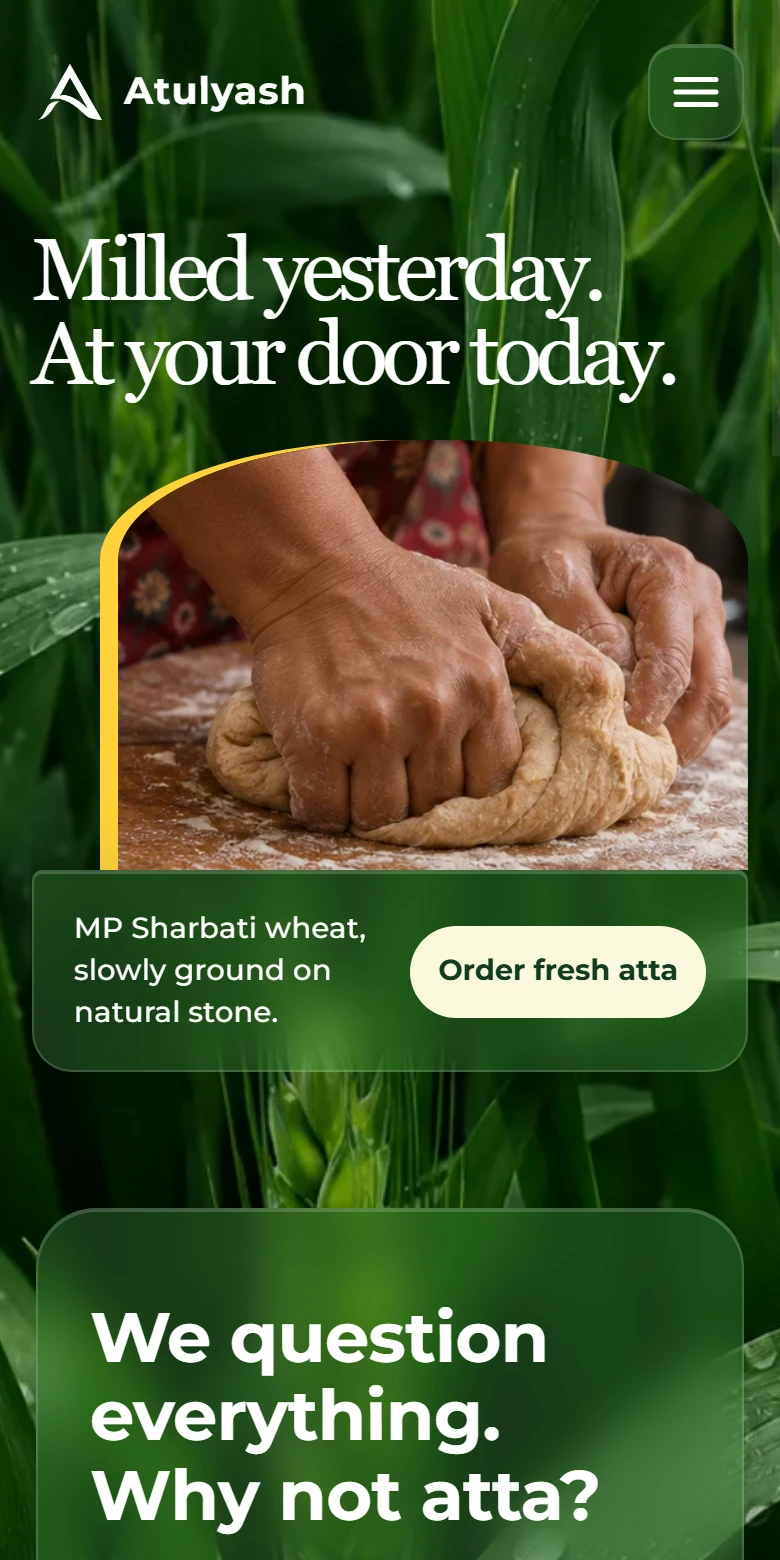 Atulyash
Milled yesterday.
At your door today.
MP Sharbati wheat,
slowly ground on
natural stone.
Order fresh atta
We question
everything.
Why not atta?